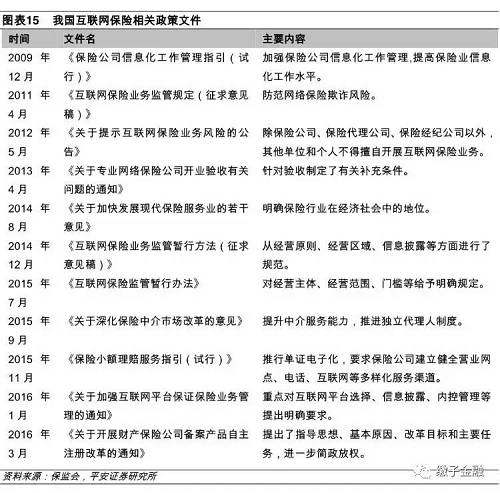 图表15 我国互联网保险相关政策文件
时间 文件名 主要内容
2009 年 《保险公司信息化工作管理指引（试 加强保险公司信息化工作管理,提高保险业信息
12月 行）》 化工作水平。
2011 年 《互联网保险业务监管规定（征求意见 防范网络保险欺诈风险。
4月 稿）》
2012 年 《关于提示互联网保险业务风险的公 除保险公司、保险代理公司、保险经纪公司以外，
5月 告》 其他单位和个人不得擅自开展互联网保险业务。
2013 年 《关于专业网络保险公司开业验收有关 针对验收制定了有关补充条件。
4月 问题的通知》
2014 年 《关于加快发展现代保险服务业的若干 明确保险行业在经济社会中的地位。
8月 意见》
2014 年 《互联网保险业务监管暂行方法（征求 从经营原则、经营区域、信息披露等方面进行了
12月 意见稿）》 规范。
2015 年 《互联网保险监管暂行办法》 对经营主体、经营范围、门槛等给予明确规定。
7月
2015 年 《关于深化保险中介市场改革的意见》 提升中介服务能力，推进独立代理人制度。
9月
2015 年 《保险小额理赔服务指引（试行）》 推行单证电子化，要求保险公司建立健全营业网
11月 点、电话、互联网等多样化服务渠道。
2016 年 《关于加强互联网平台保证保险业务管 重点对互联网平台选择、信息披露、内控管理等
1月 理的通知》 提出明确要求。
2016 年 《关于开展财产保险公司备案产品自主 提出了指导思想、基本原因、改革目标和主要任
3月 注册改革的通知》 务，进一步简政放权。
资料来源：保监会，平安证券研究所
缴子金融